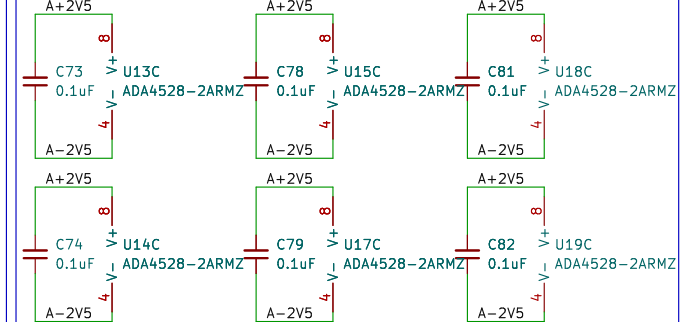 A+2V5 A+2V5 A+2V5
8 8 8
C73 V+ U13C C78 V+ U15C C81 V+ U18C
0.1uF V- ADA4528-2ARMZ 0.1uF V- ADA4528-2ARMZ 0.1uF V- ADA4528-2ARMZ
4 4 4
A-2V5 A-2V5 A-2V5
A+2V5 A+2V5 A+2V5
8 8 8
C74 V+ U14C C79 V+ U17C C82 V+ U19C
0.1uF V- ADA4528-2ARMZ 0.1uF V- ADA4528-2ARMZ 0.1uF V- ADA4528-2ARMZ
4 4 4
A-2V5 A-2V5 A-2V5